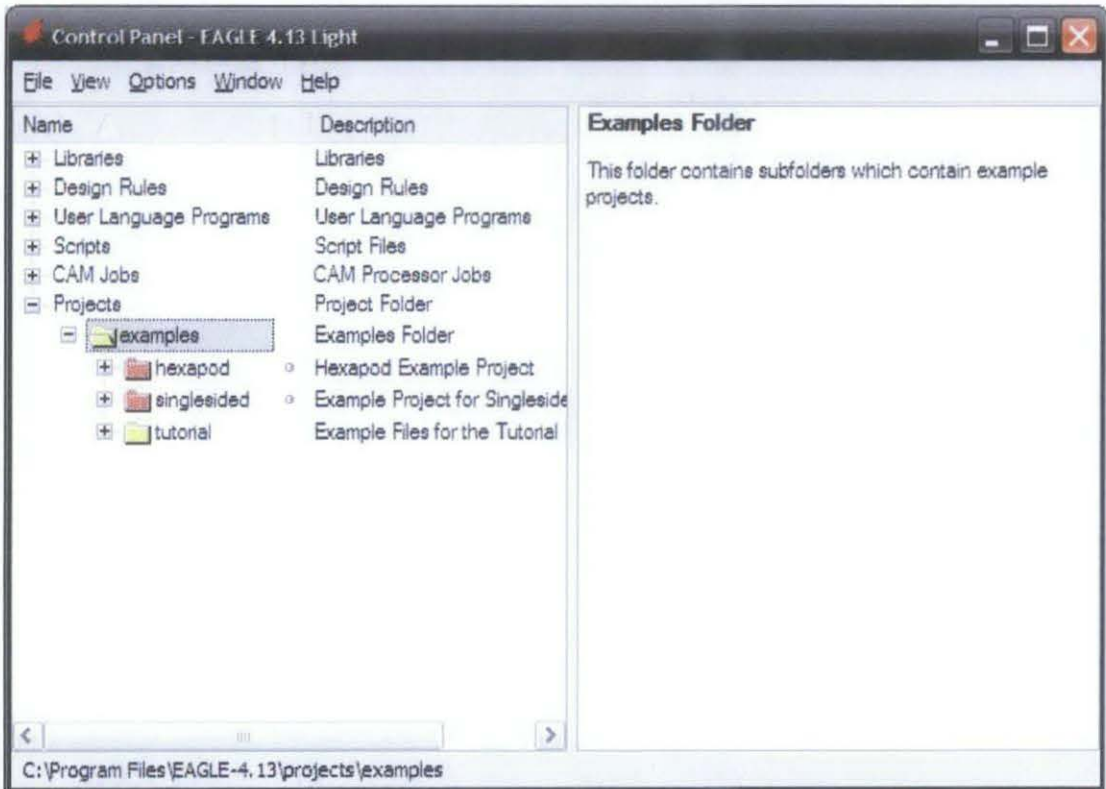 Control Panel - EAGLE 4.13 Light
File View Options Window Help
Name Description
Libraries Libraries
Design Rules Design Rules
User Language Programs User Language Programs
Scripts Script Files
CAM Jobs CAM Processor Jobs
Projects Project Folder
examples Examples Folder
hexapod Hexapod Example Project
singlesided Example Project for Singleside
tutorial Example Files for the Tutorial
Examples Folder
This folder contains subfolders which contain example
projects.
C:\Program Files\EAGLE-4.13\projects\examples